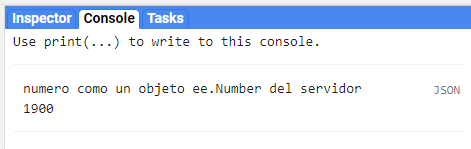 Inspector Console Tasks
Use print(...) to write to this console.
numero como un objeto ee.Number del servidor JSON
1900